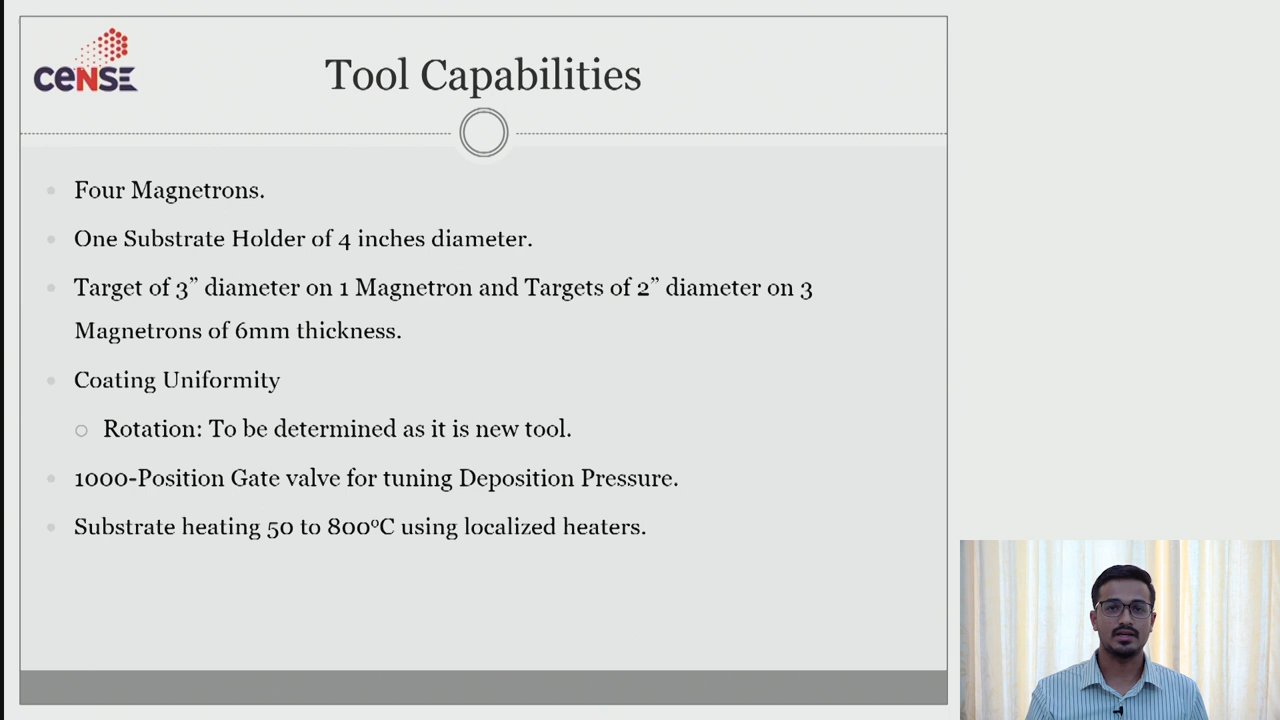 CeNSE
Tool Capabilities
Four Magnetrons.
One Substrate Holder of 4 inches diameter.
Target of 3” diameter on 1 Magnetron and Targets of 2” diameter on 3
Magnetrons of 6mm thickness.
Coating Uniformity
Rotation: To be determined as it is new tool.
1000-Position Gate valve for tuning Deposition Pressure.
Substrate heating 50 to 800ºC using localized heaters.